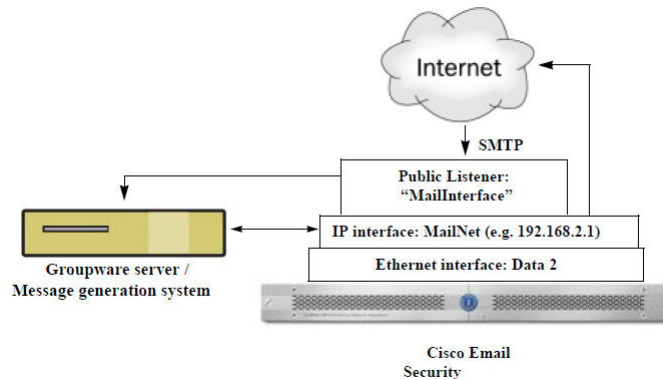 Internet
SMTP
Public Listener:
“MailInterface”
IP interface: MailNet (e.g. 192.168.2.1)
Ethernet interface: Data 2
Groupware server /
Message generation system
Cisco Email
Security